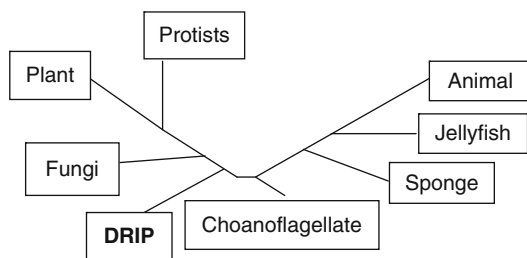 Protists
Plant
Animal
Jellyfish
Fungi
Sponge
Choanoflagellate
DRIP